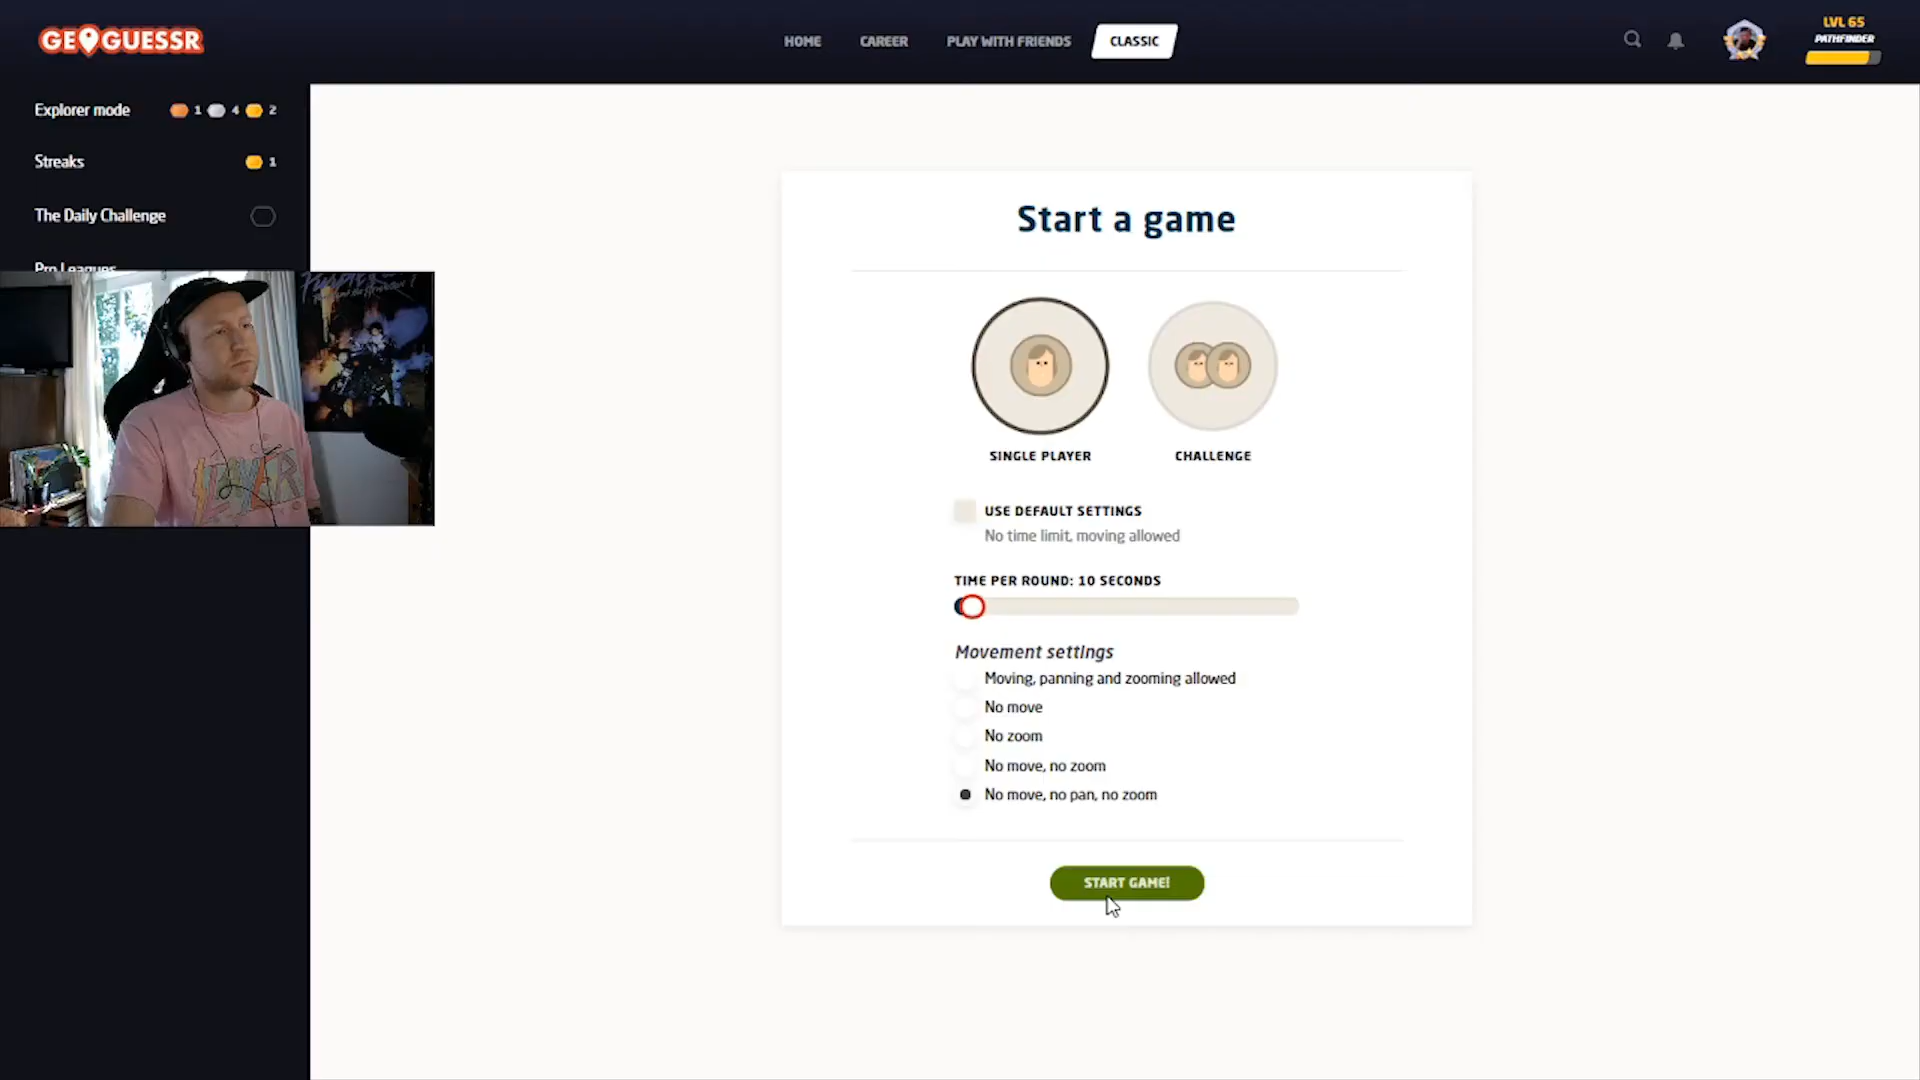 GEOGUESSR
HOME
CAREER
PLAY WITH FRIENDS
CLASSIC
LVL 65
PATHFINDER
Explorer mode 1 4 2
Streaks 1
The Daily Challenge
Pro Leagues
Start a game
SINGLE PLAYER
CHALLENGE
USE DEFAULT SETTINGS
No time limit, moving allowed
TIME PER ROUND: 10 SECONDS
Movement settings
Moving, panning and zooming allowed
No move
No zoom
No move, no zoom
No move, no pan, no zoom
START GAME!